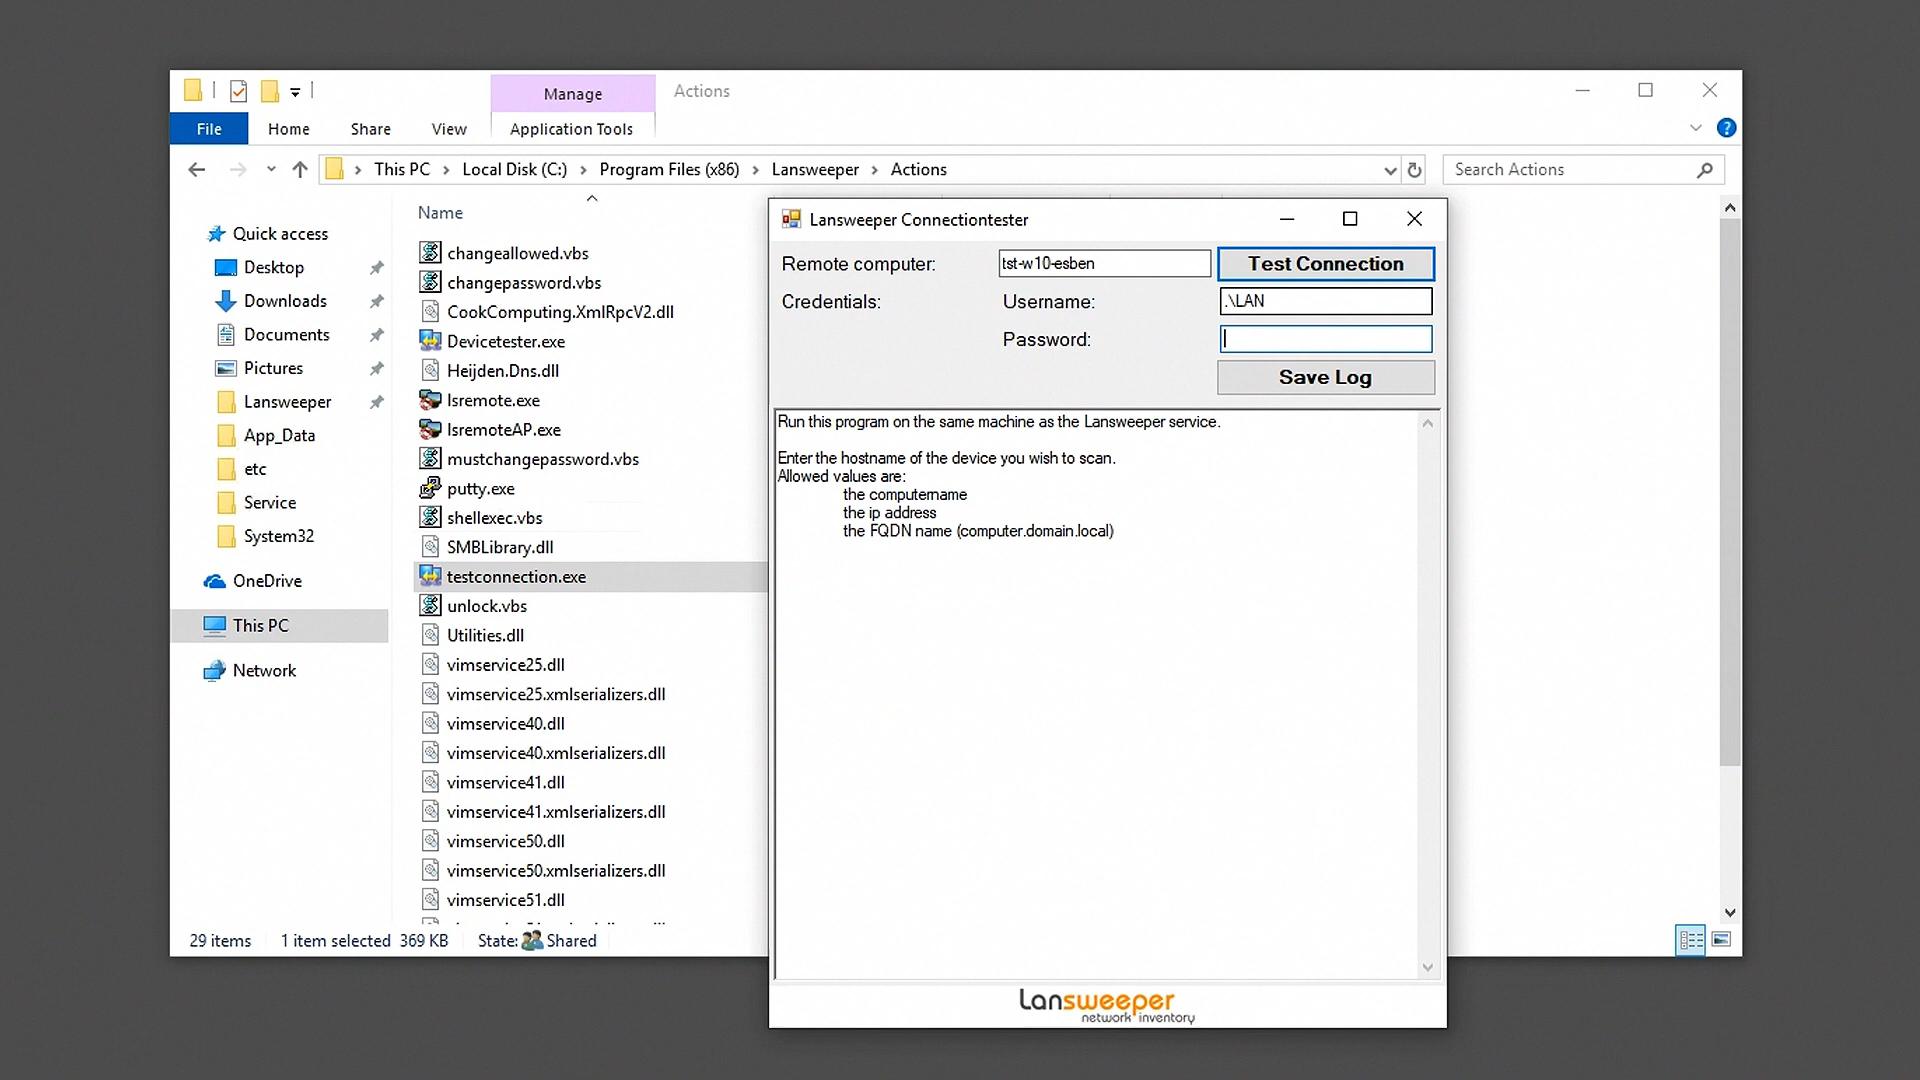 Manage
Actions
File
Home
Share
View
Application Tools
This PC
Local Disk (C:)
Program Files (x86)
Lansweeper
Actions
Search Actions
Quick access
Desktop
Downloads
Documents
Pictures
Lansweeper
App_Data
etc
Service
System32
OneDrive
This PC
Network
Name
changeallowed.vbs
changepassword.vbs
CookComputing.XmlRpcV2.dll
Devicetester.exe
Heijden.Dns.dll
lsremote.exe
lsremoteAP.exe
mustchangepassword.vbs
putty.exe
shellexec.vbs
SMBLibrary.dll
testconnection.exe
unlock.vbs
Utilities.dll
vimservice25.dll
vimservice25.xmlserializers.dll
vimservice40.dll
vimservice40.xmlserializers.dll
vimservice41.dll
vimservice41.xmlserializers.dll
vimservice50.dll
vimservice50.xmlserializers.dll
vimservice51.dll
29 items
1 item selected 369 KB
State: Shared
Lansweeper Connectiontester
Remote computer:
tst-w10-esben
Test Connection
Credentials:
Username:
.\LAN
Password:
Save Log
Run this program on the same machine as the Lansweeper service.
Enter the hostname of the device you wish to scan.
Allowed values are:
the computername
the ip address
the FQDN name (computer.domain.local)
Lansweeper
network inventory